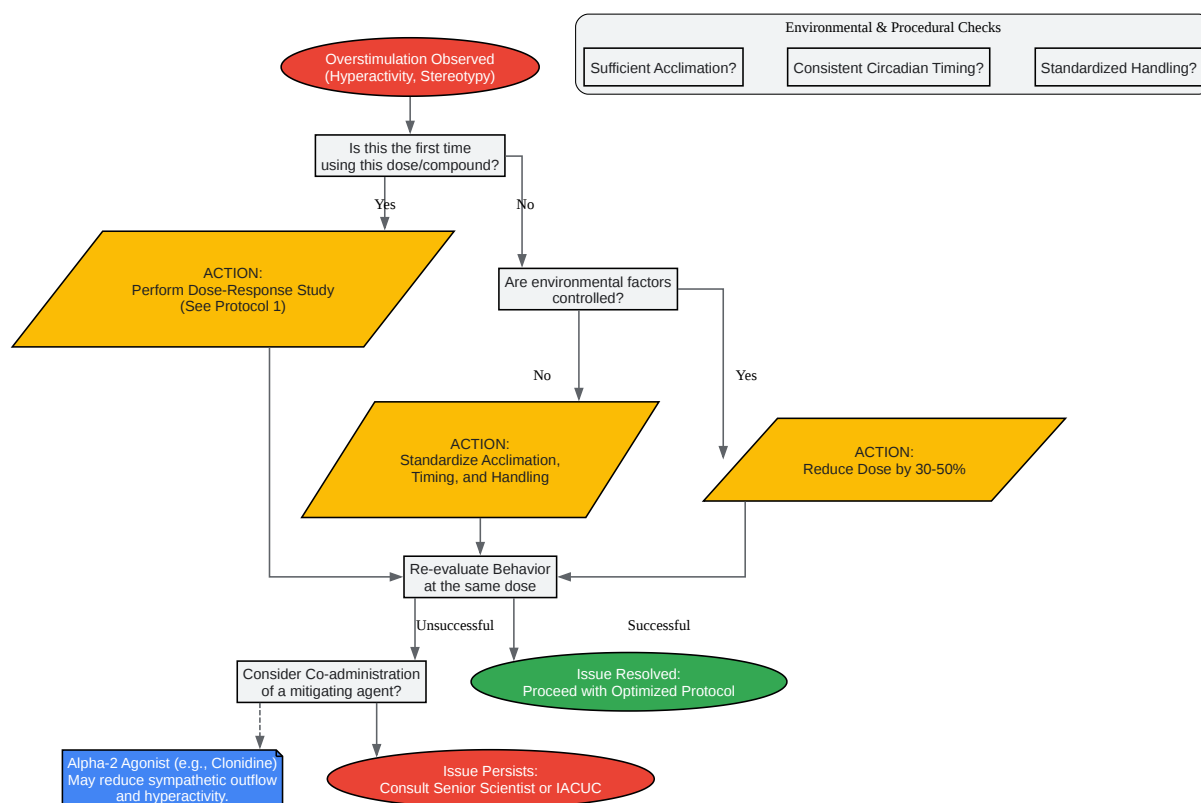 Environmental & Procedural Checks
Sufficient Acclimation?
Consistent Circadian Timing?
Standardized Handling?
Overstimulation Observed
(Hyperactivity, Stereotypy)
Is this the first time
using this dose/compound?
Yes
No
ACTION:
Perform Dose-Response Study
(See Protocol 1)
Are environmental factors
controlled?
No
Yes
ACTION:
Standardize Acclimation,
Timing, and Handling
ACTION:
Reduce Dose by 30-50%
Re-evaluate Behavior
at the same dose
Unsuccessful
Successful
Consider Co-administration
of a mitigating agent?
Issue Resolved:
Proceed with Optimized Protocol
Alpha-2 Agonist (e.g., Clonidine)
May reduce sympathetic outflow
and hyperactivity.
Issue Persists:
Consult Senior Scientist or IACUC